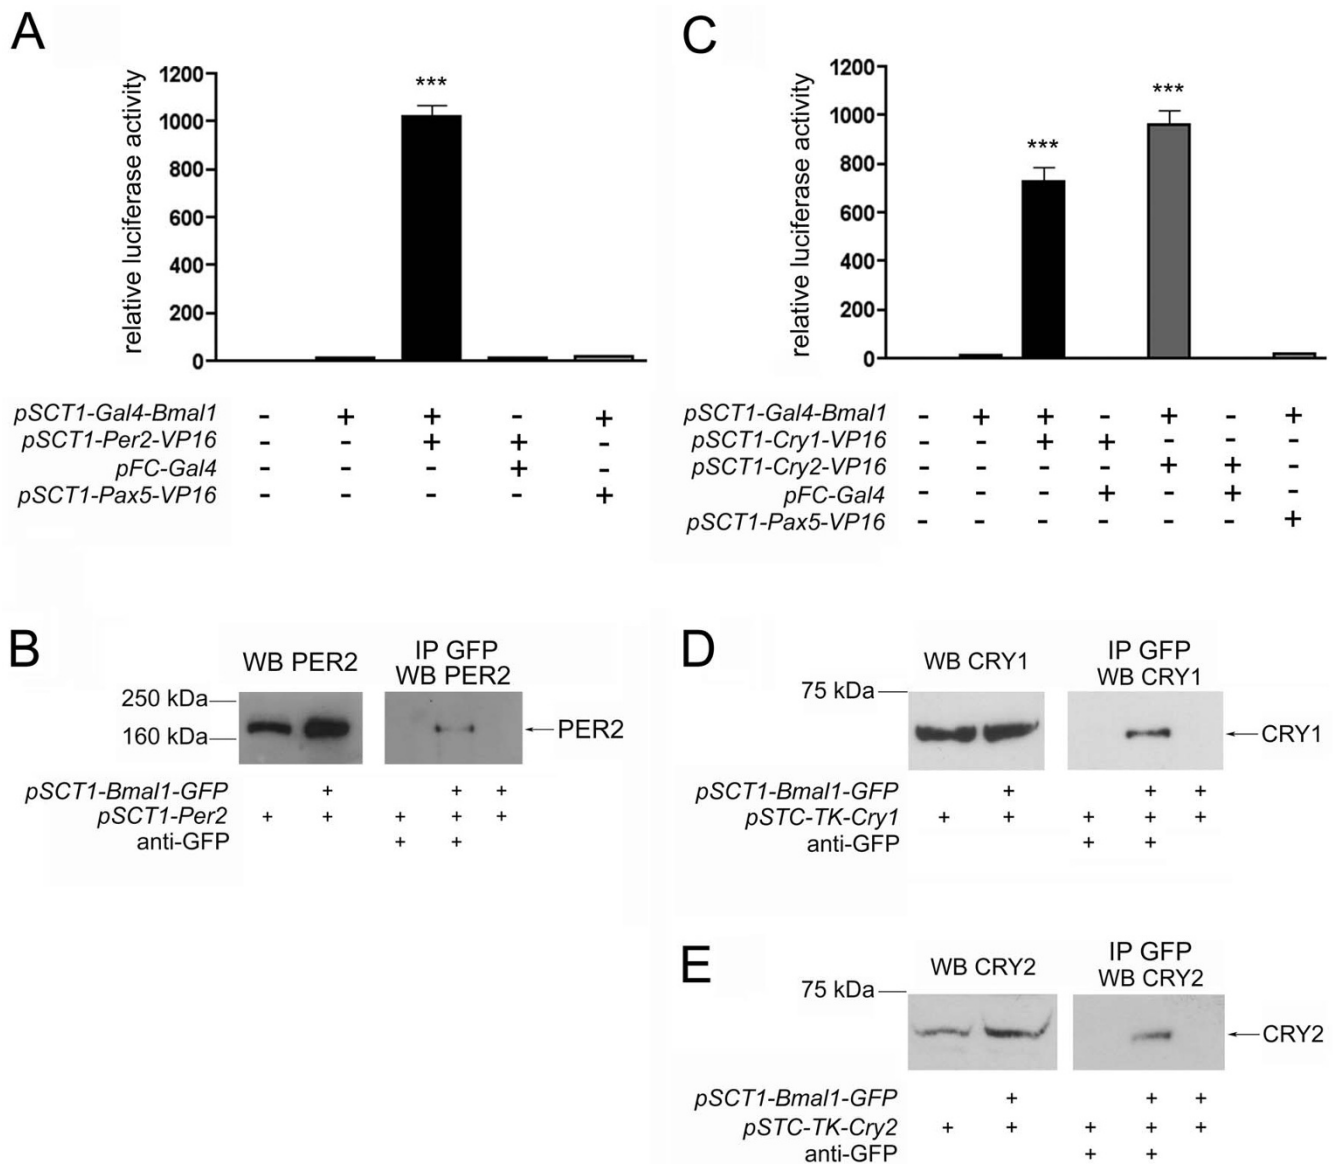 A
relative luciferase activity
1200
1000
800
600
400
200
0
***
pSCT1-Gal4-Bmal1 - + + - +
pSCT1-Per2-VP16 - - + + -
pFC-Gal4 - - - + -
pSCT1-Pax5-VP16 - - - - +
C
relative luciferase activity
1200
1000
800
600
400
200
0
***
***
pSCT1-Gal4-Bmal1 - + + - + - +
pSCT1-Cry1-VP16 - - + + - - -
pSCT1-Cry2-VP16 - - - - + + -
pFC-Gal4 - - - + - + -
pSCT1-Pax5-VP16 - - - - - - +
B
WB PER2
IP GFP
WB PER2
250 kDa
160 kDa
PER2
pSCT1-Bmal1-GFP + + +
pSCT1-Per2 + + + + +
anti-GFP + +
D
WB CRY1
IP GFP
WB CRY1
75 kDa
CRY1
pSCT1-Bmal1-GFP + + +
pSTC-TK-Cry1 + + + + +
anti-GFP + +
E
WB CRY2
IP GFP
WB CRY2
75 kDa
CRY2
pSCT1-Bmal1-GFP + + +
pSTC-TK-Cry2 + + + + +
anti-GFP + +